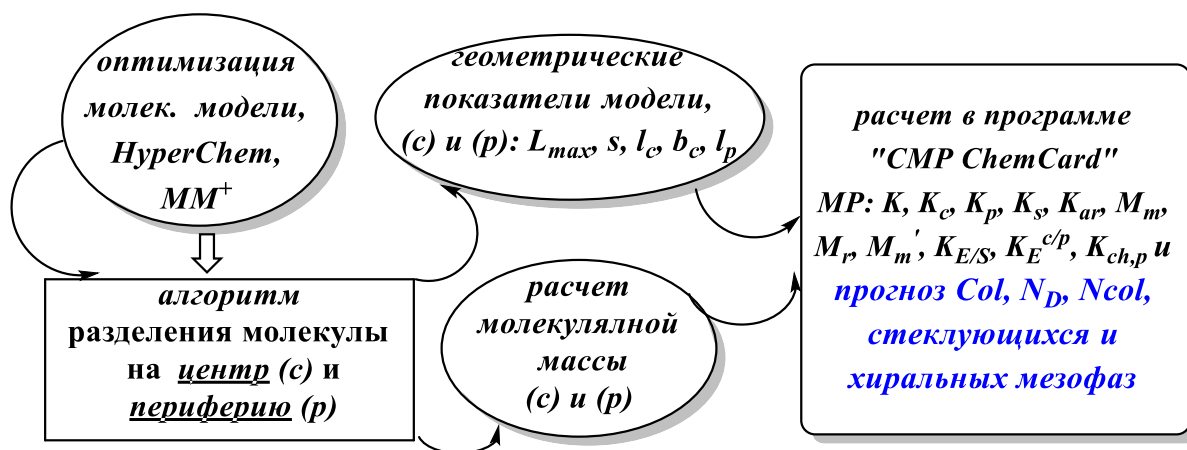 оптимизация
молек. модели,
HyperChem,
MM+
алгоритм
разделения молекулы
на центр (c) и
периферию (p)
геометрические
показатели модели,
(c) и (p): Lmax, s, lc, bc, lp
расчет
молекулялной
массы
(c) и (p)
расчет в программе
"CMP ChemCard"
MP: K, Kc, Kp, Ks, Kar, Mm,
Mr, Mm', KE/S, KEc/p, Kch,p и
прогноз Col, ND, Ncol,
стеклующихся и
хиральных мезофаз